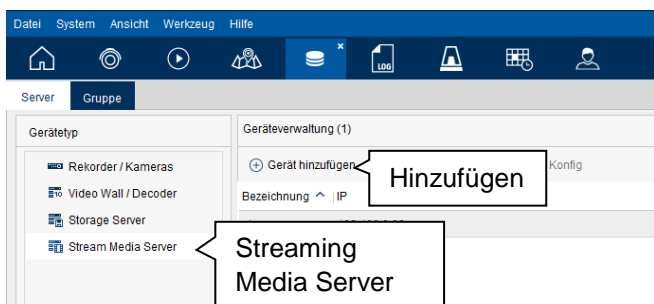 Datei System Ansicht Werkzeug Hilfe
LOG
Server Gruppe
Gerätetyp
Geräteverwaltung (1)
Rekorder / Kameras
Gerät hinzufügen
Konfig
Hinzufügen
Video Wall / Decoder
Bezeichnung IP
Storage Server
Stream Media Server
Streaming
Media Server